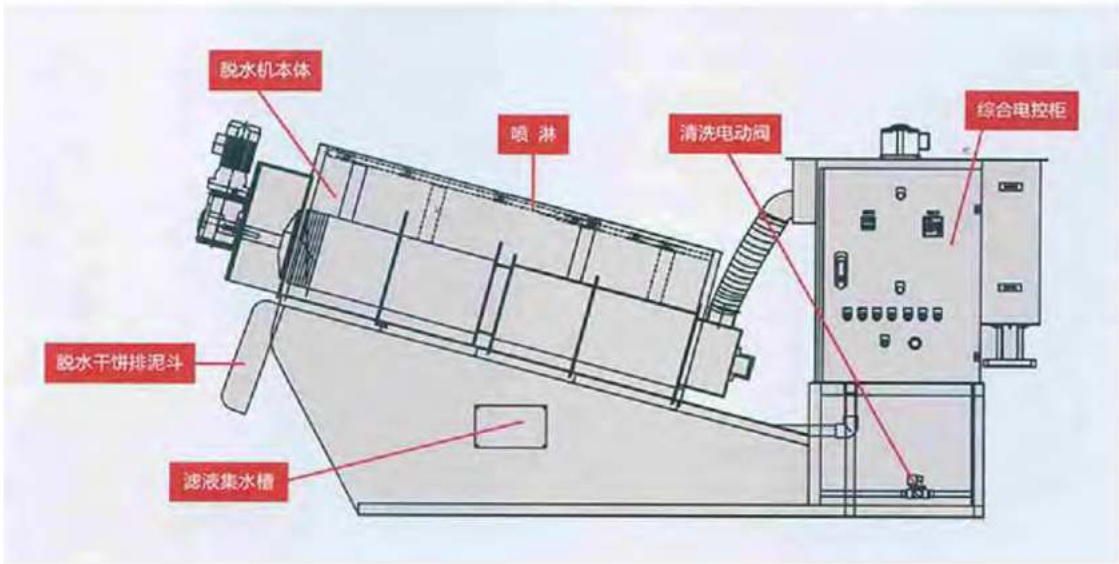 脱水机本体
喷淋
清洗电动阀
综合电控柜
脱水干饼排泥斗
滤液集水槽